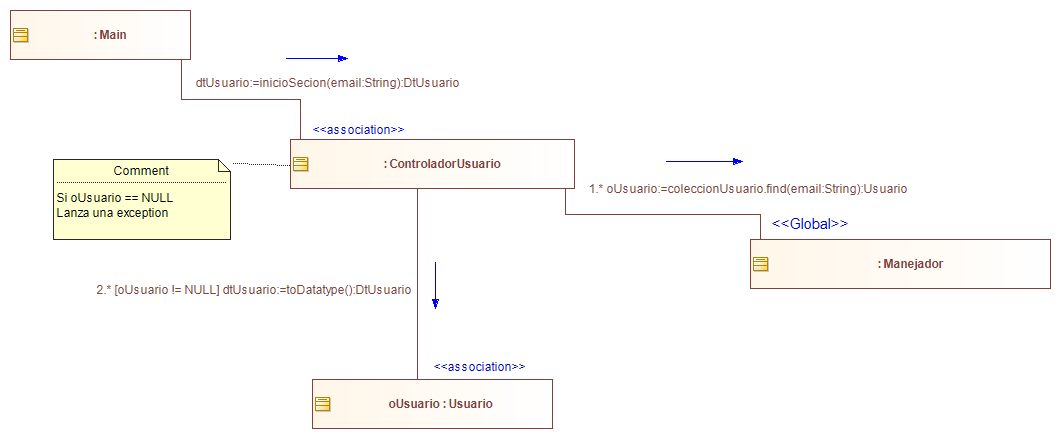 : Main
dtUsuario:=inicioSecion(email:String):DtUsuario
<<association>>
: ControladorUsuario
Comment
Si oUsuario == NULL
Lanza una exception
1.* oUsuario:=coleccionUsuario.find(email:String):Usuario
<<Global>>
: Manejador
2.* [oUsuario != NULL] dtUsuario:=toDatatype():DtUsuario
<<association>>
oUsuario : Usuario